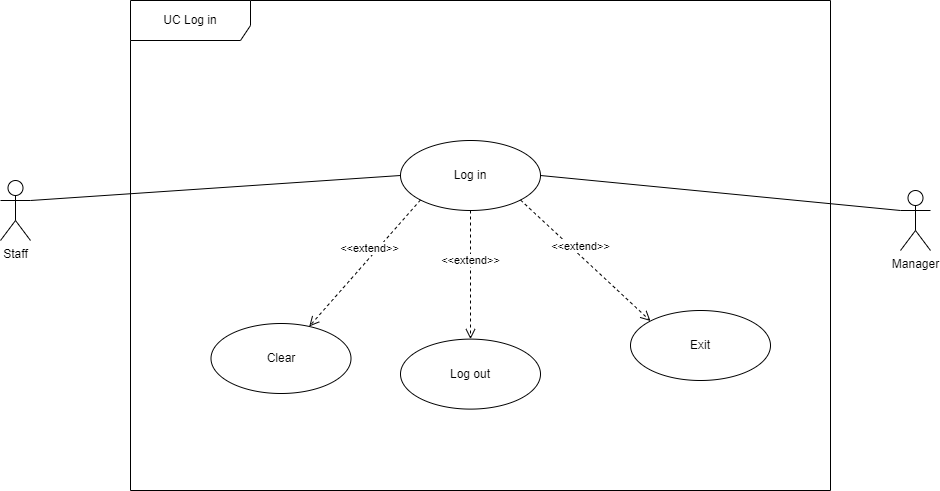 UC Log in
Log in
Staff
Manager
<<extend>>
<<extend>>
<<extend>>
Clear
Log out
Exit